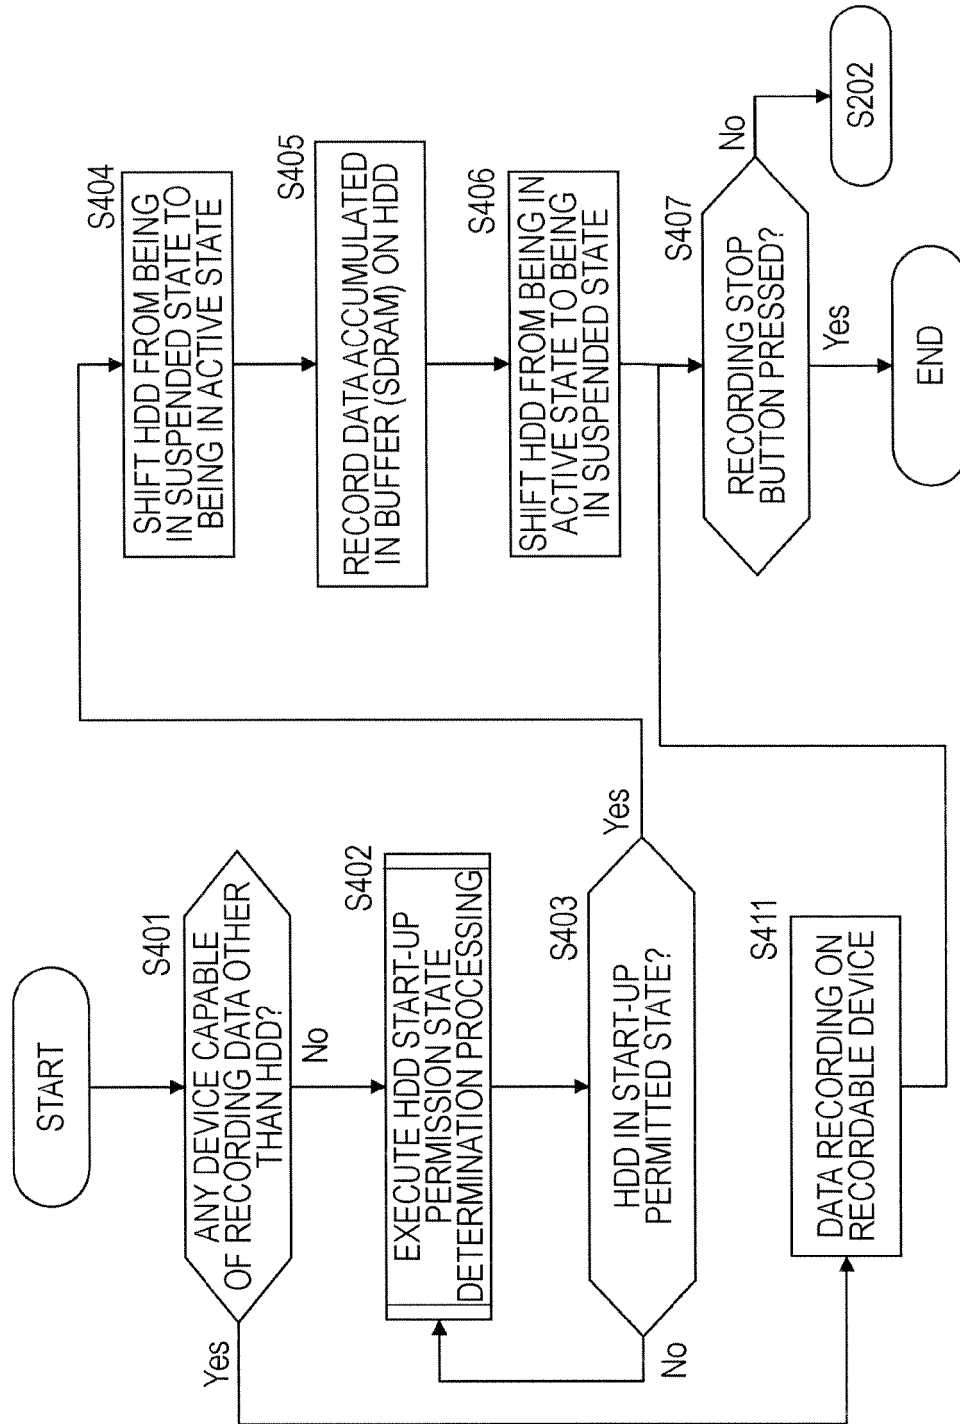 START
S401
ANY DEVICE CAPABLE
OF RECORDING DATA OTHER
THAN HDD?
Yes
No
S402
EXECUTE HDD START-UP
PERMISSION STATE
DETERMINATION PROCESSING
S403
HDD IN START-UP
PERMITTED STATE?
Yes
No
S411
DATA RECORDING ON
RECORDABLE DEVICE
S404
SHIFT HDD FROM BEING
IN SUSPENDED STATE TO
BEING IN ACTIVE STATE
S405
RECORD DATA ACCUMULATED
IN BUFFER (SDRAM) ON HDD
S406
SHIFT HDD FROM BEING IN
ACTIVE STATE TO BEING
IN SUSPENDED STATE
S407
RECORDING STOP
BUTTON PRESSED?
No
Yes
S202
END